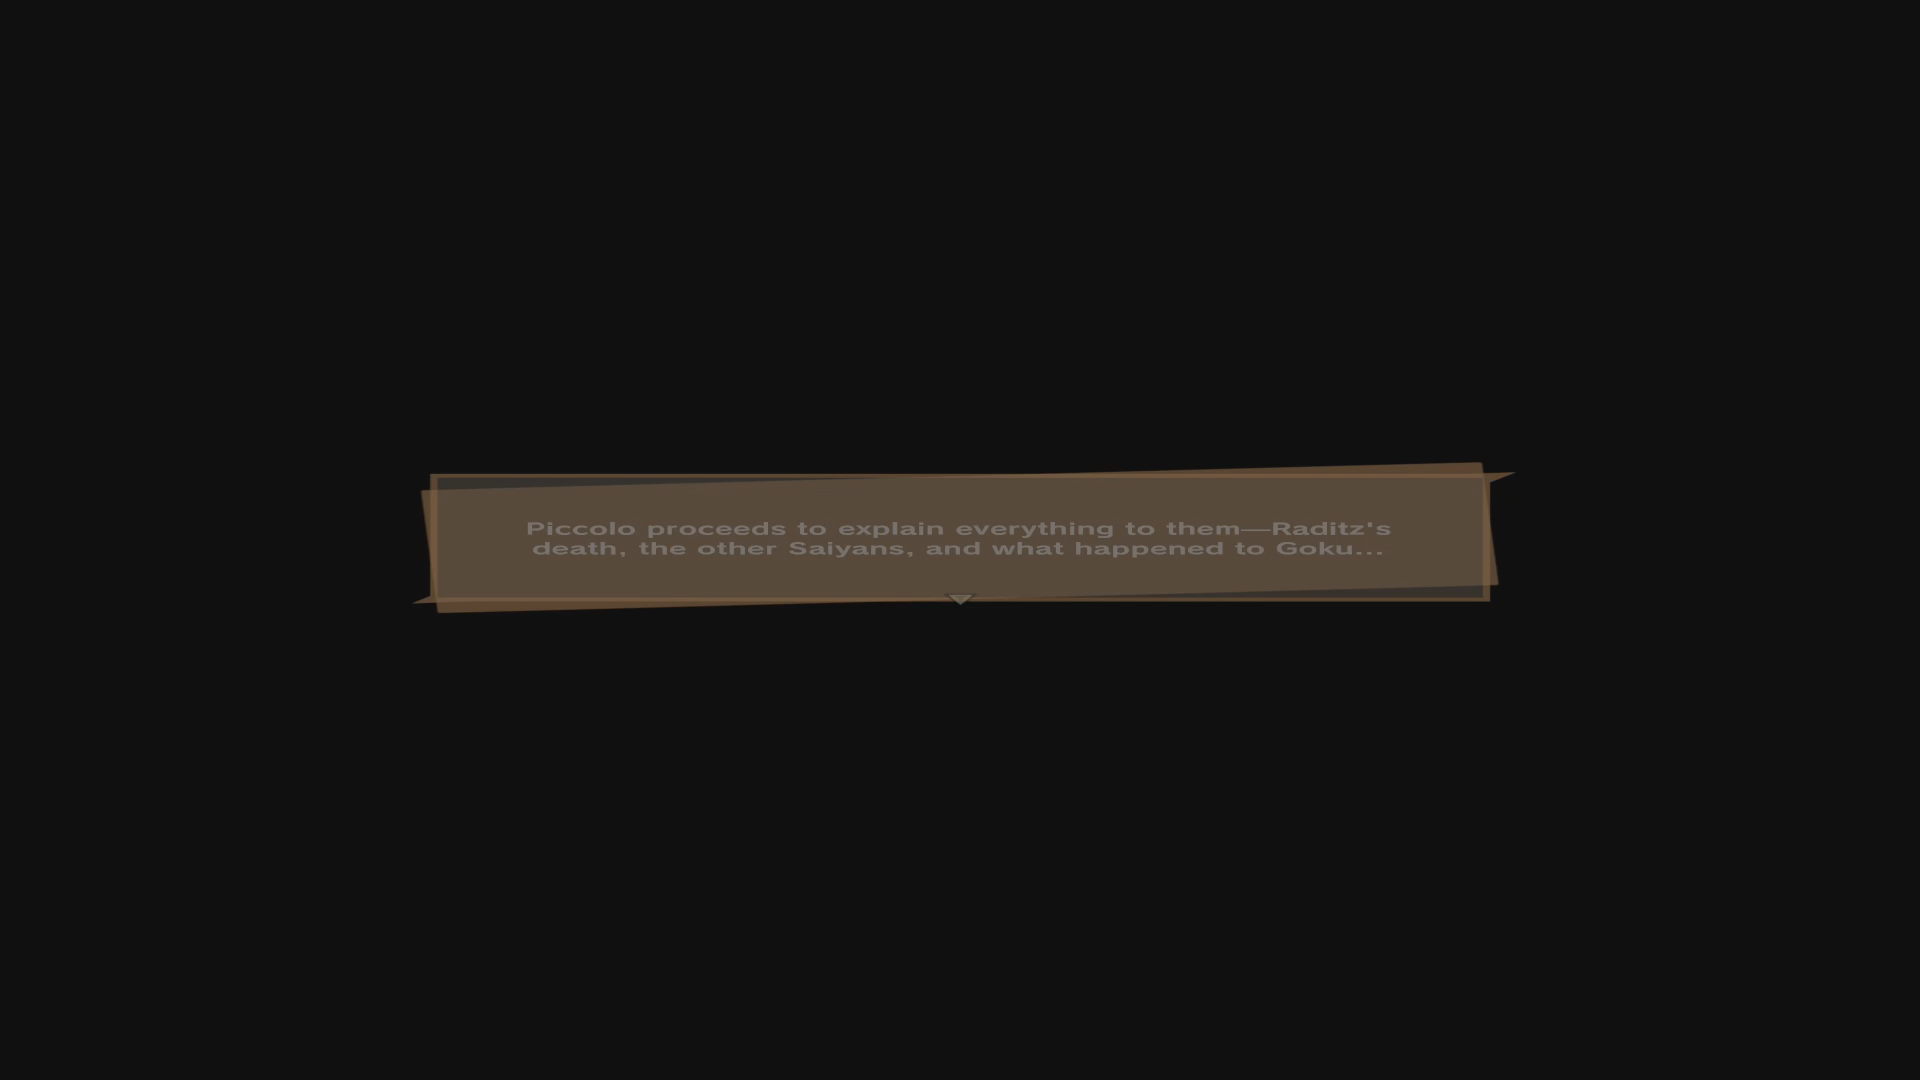 Piccolo proceeds to explain everything to them—Raditz's
death, the other Saiyans, and what happened to Goku...